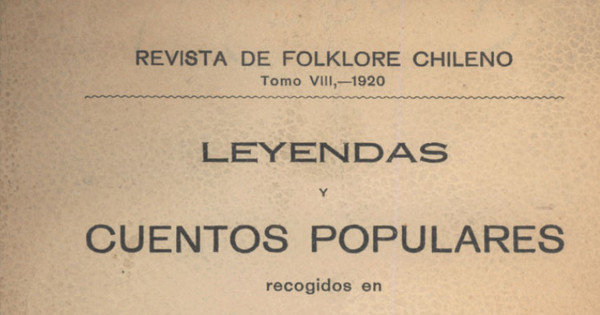 REVISTA DE FOLKLORE CHILENO
Tomo VIII,—1920
LEYENDAS
Y
CUENTOS POPULARES
recogidos en